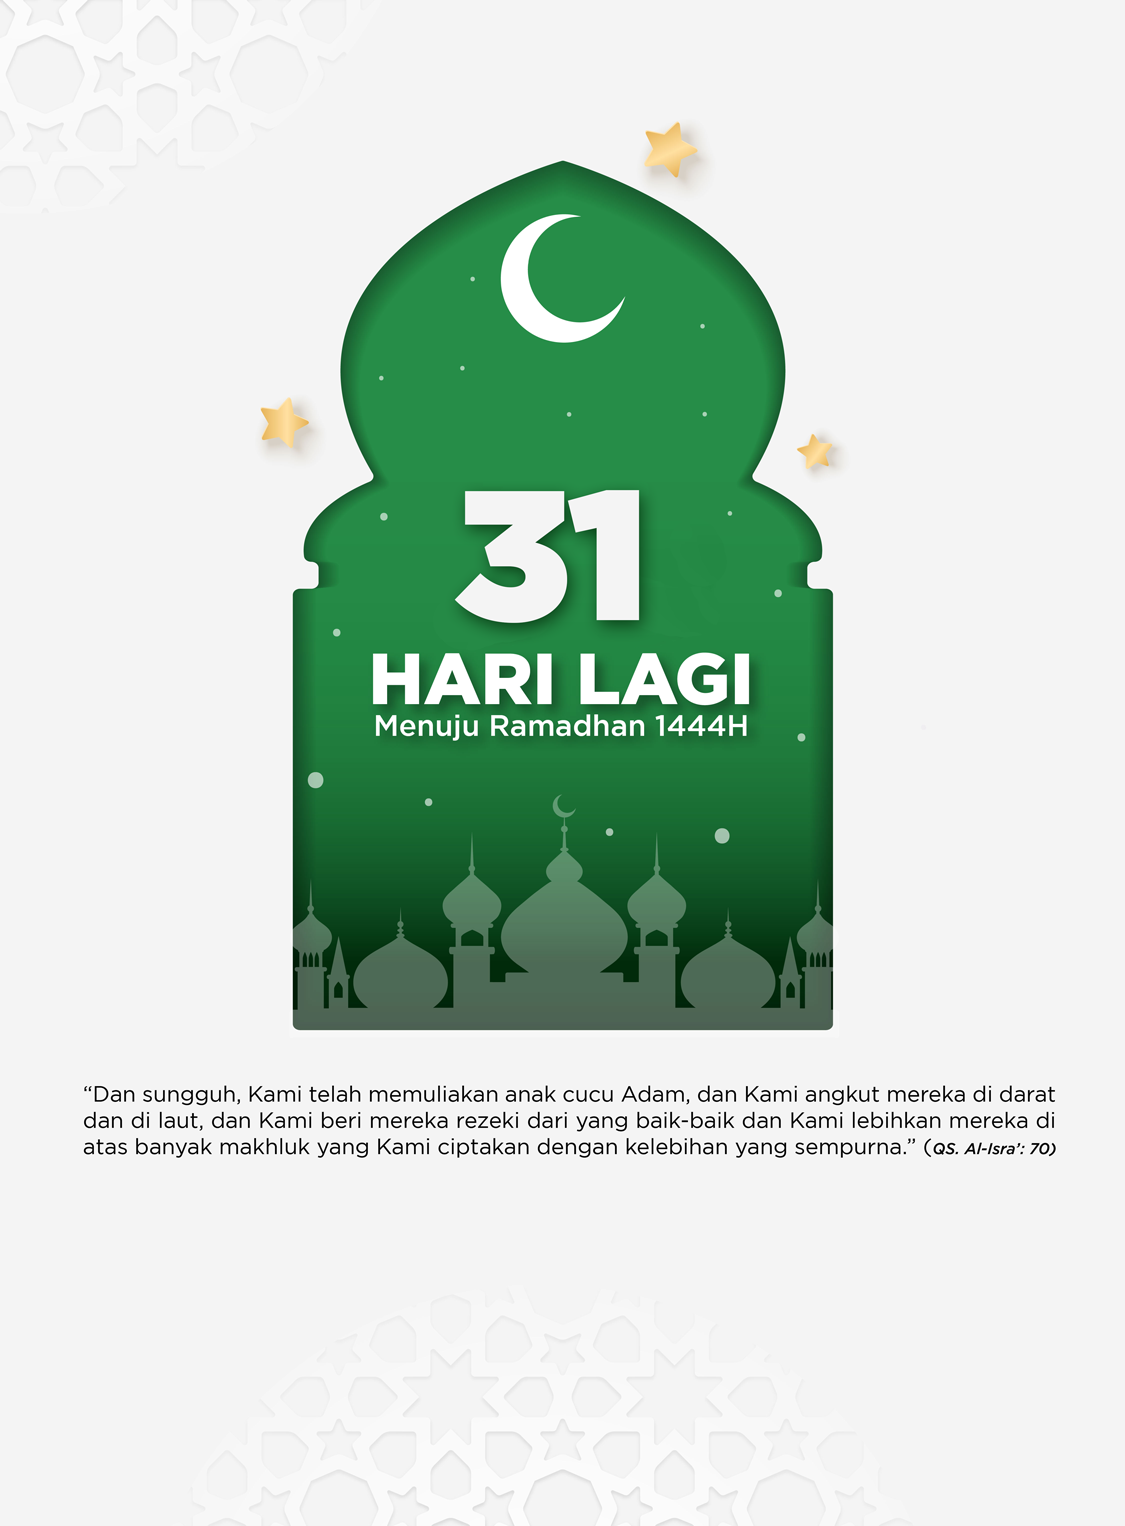 31
HARI LAGI
Menuju Ramadhan 1444H
“Dan sungguh, Kami telah memuliakan anak cucu Adam, dan Kami angkut mereka di darat
dan di laut, dan Kami beri mereka rezeki dari yang baik-baik dan Kami lebihkan mereka di
atas banyak makhluk yang Kami ciptakan dengan kelebihan yang sempurna.” (QS. Al-Isra’: 70)